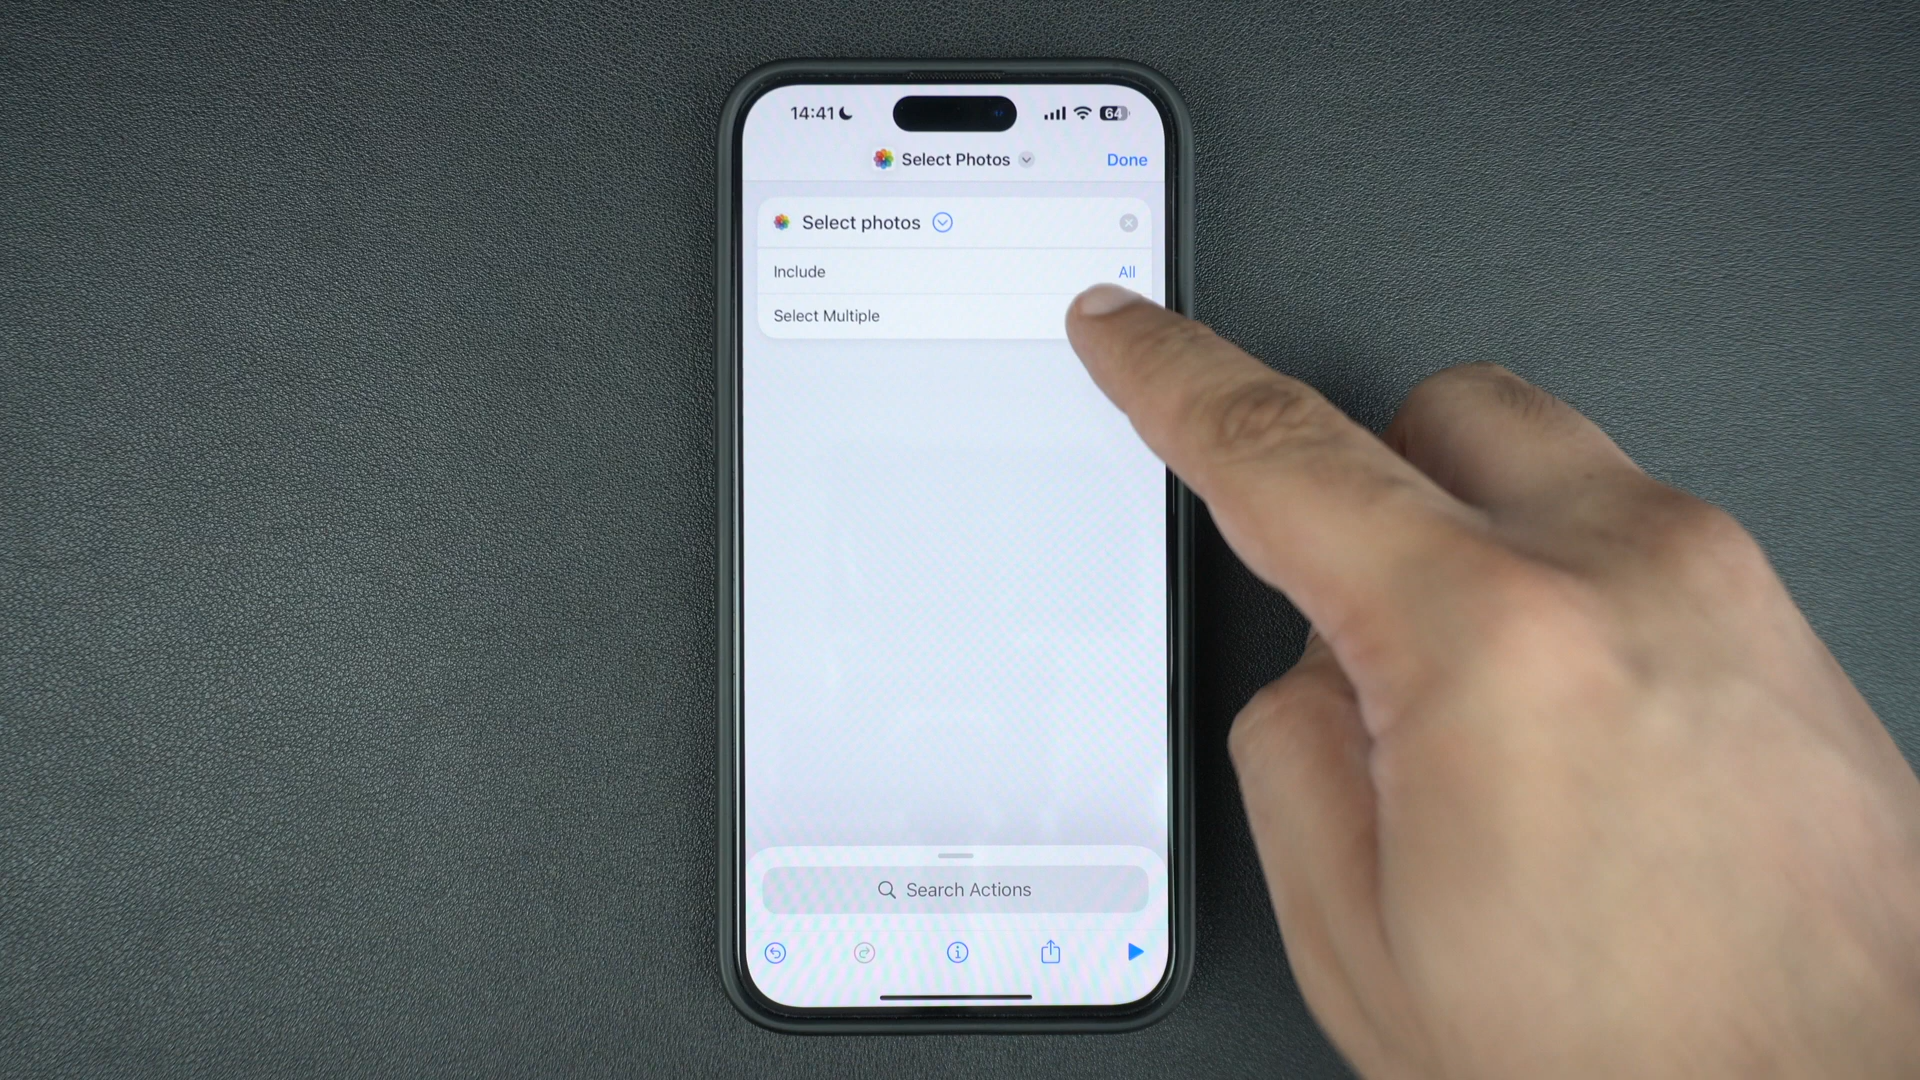 14:41 64
Select Photos Done
Select photos
Include All
Select Multiple
Search Actions